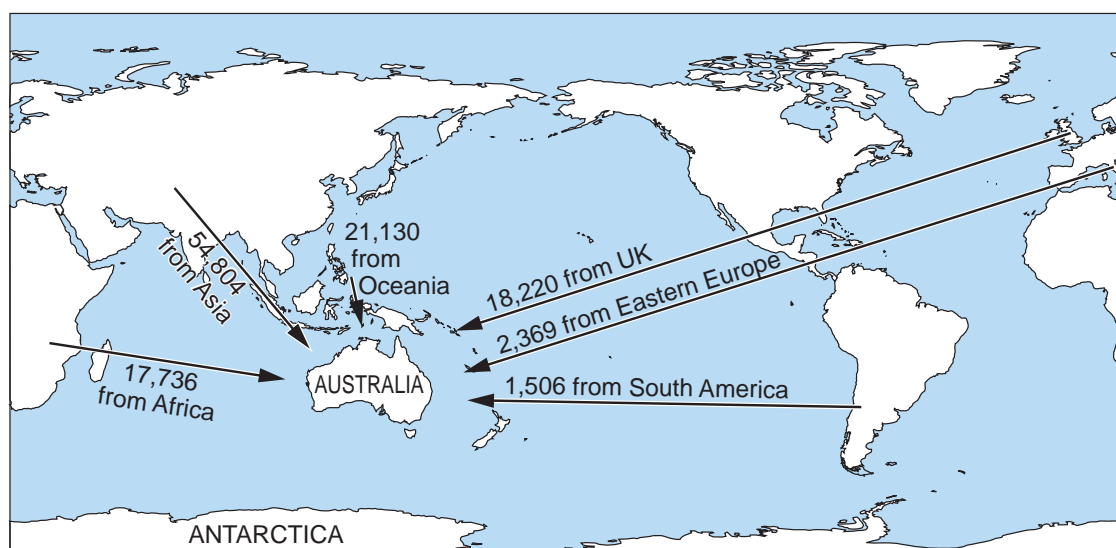 54,804
from Asia
21,130
from
Oceania
18,220 from UK
2,369 from Eastern Europe
17,736
from Africa
AUSTRALIA
1,506 from South America
ANTARCTICA